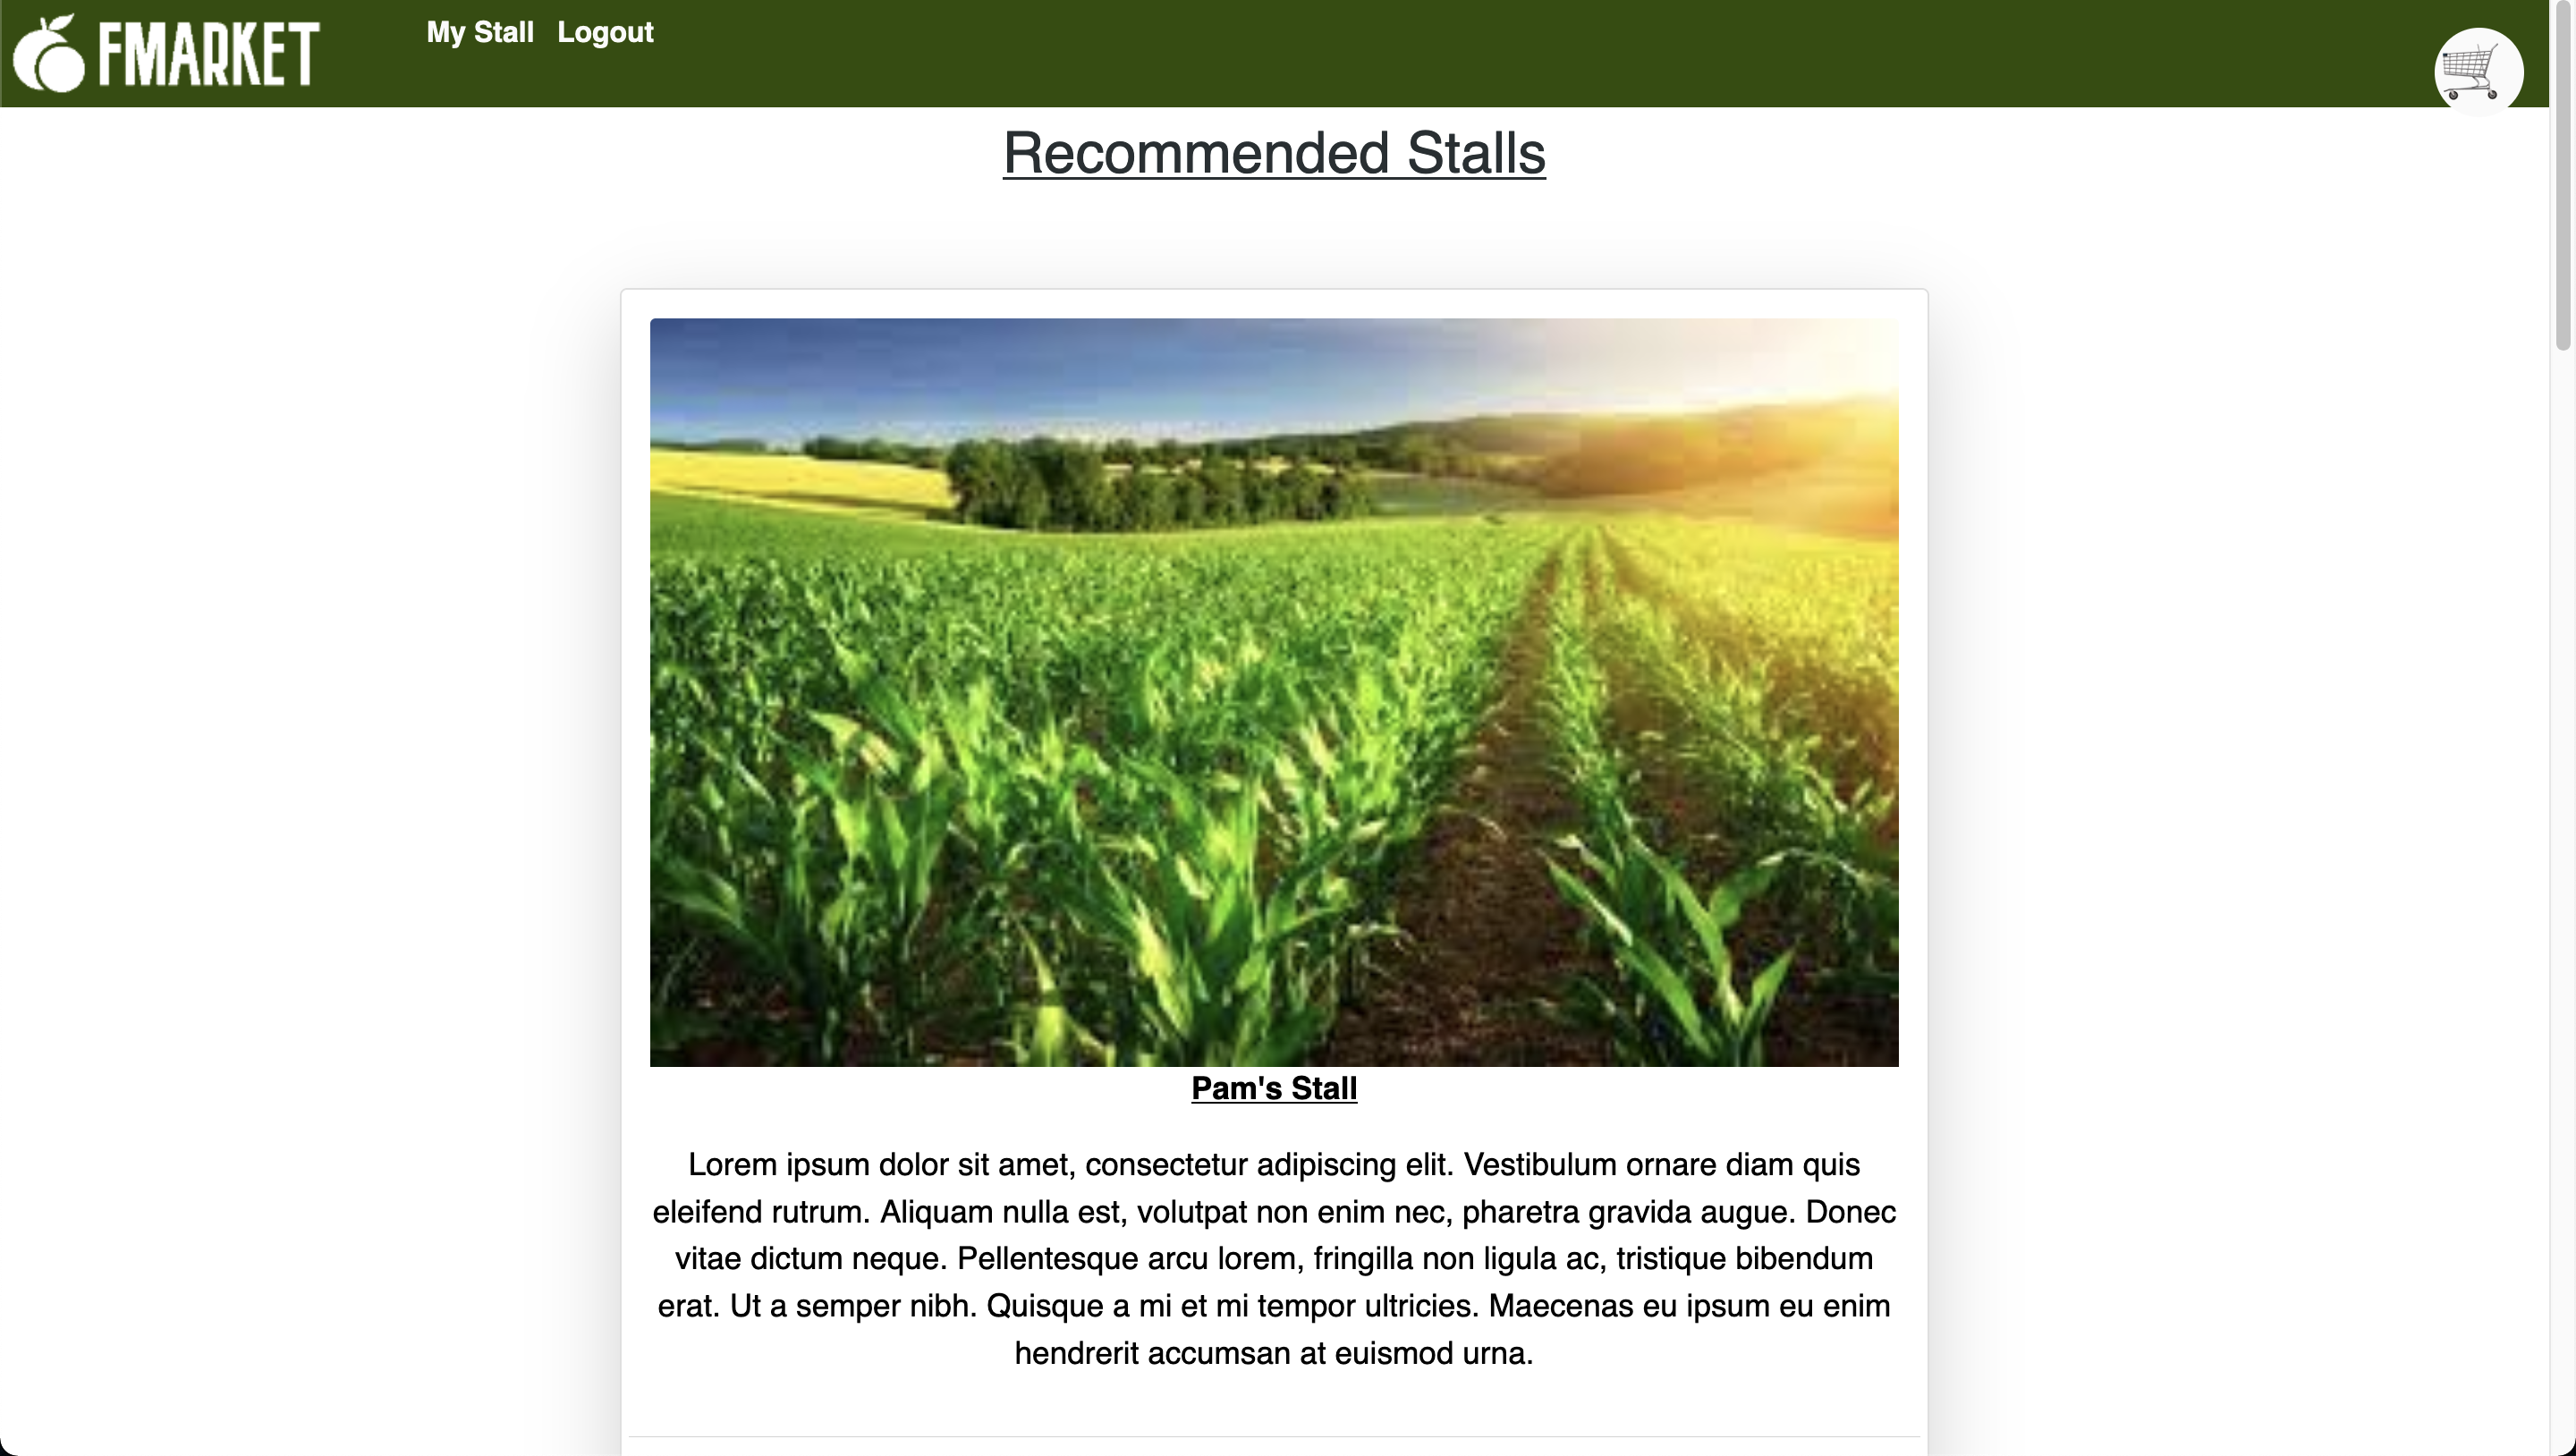 FMARKET
My Stall Logout
Recommended Stalls
Pam's Stall
Lorem ipsum dolor sit amet, consectetur adipiscing elit. Vestibulum ornare diam quis
eleifend rutrum. Aliquam nulla est, volutpat non enim nec, pharetra gravida augue. Donec
vitae dictum neque. Pellentesque arcu lorem, fringilla non ligula ac, tristique bibendum
erat. Ut a semper nibh. Quisque a mi et mi tempor ultricies. Maecenas eu ipsum eu enim
hendrerit accumsan at euismod urna.